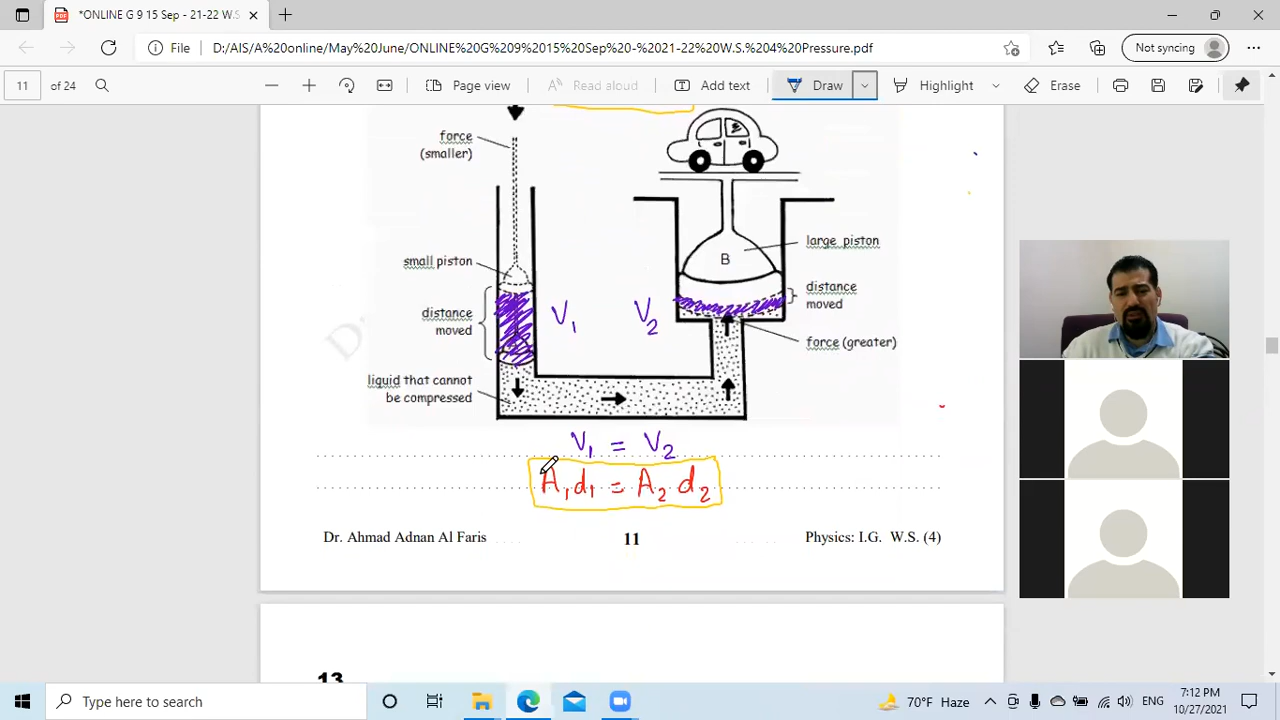 *ONLINE G 9 15 Sep - 21-22 W.S
File D:/AIS/A%20online/May%20June/ONLINE%20G%209%2015%20Sep%20-%2021-22%20W.S.%204%20Pressure.pdf
Not syncing
11 of 24
Page view
Read aloud
Add text
Draw
Highlight
Erase
force
(smaller)
small piston
distance
moved
liquid that cannot
be compressed
V₁
V₂
B
large piston
distance
moved
force (greater)
V₁ = V₂
A₁d₁ = A₂ d₂
Dr. Ahmad Adnan Al Faris
11
Physics: I.G. W.S. (4)
13
Type here to search
70°F Haze
ENG
7:12 PM
10/27/2021